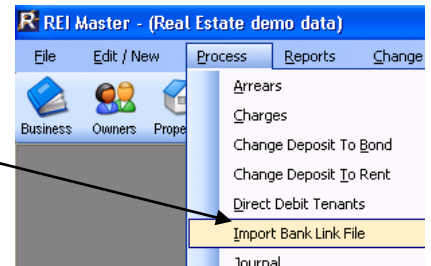 REI Master - (Real Estate demo data)
File Edit / New Process Reports Change
Business Owners Prope
Arrears
Charges
Change Deposit To Bond
Change Deposit To Rent
Direct Debit Tenants
Import Bank Link File
Journal